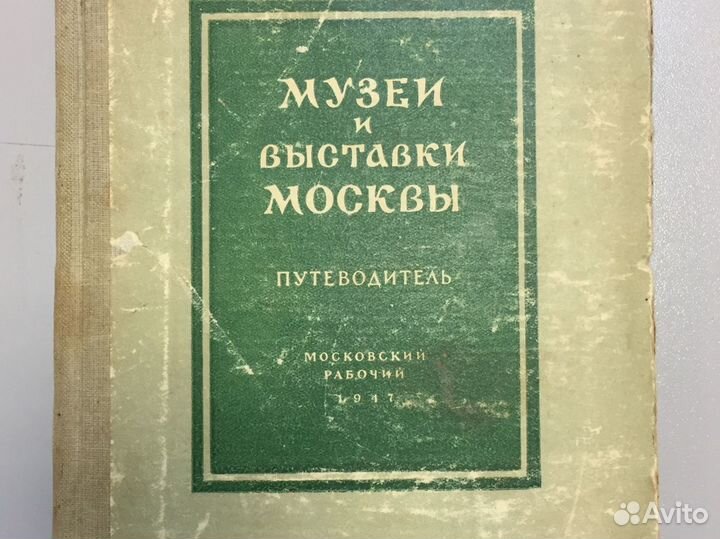 МУЗЕИ
и
ВЫСТАВКИ
МОСКВЫ
ПУТЕВОДИТЕЛЬ
МОСКОВСКИЙ
РАБОЧИЙ
1947
Avito